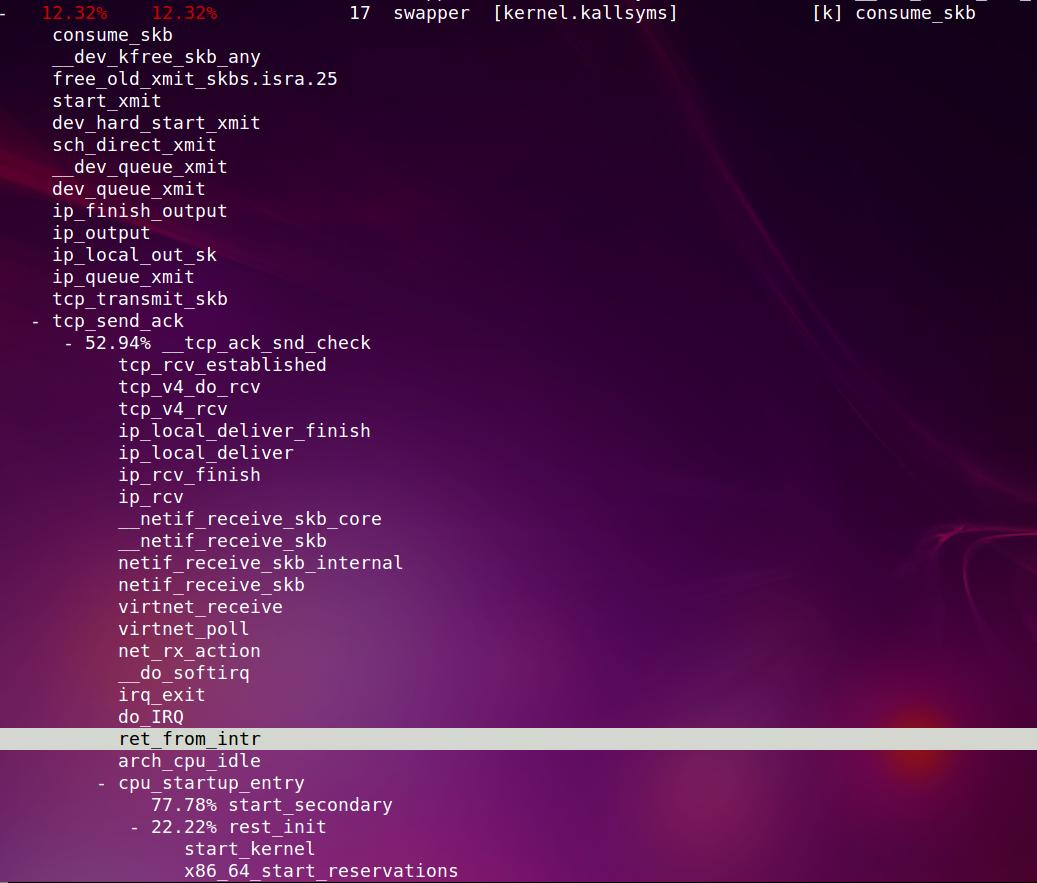 - 12.32% 12.32% 17 swapper [kernel.kallsyms] [k] consume_skb
consume_skb
__dev_kfree_skb_any
free_old_xmit_skbs.isra.25
start_xmit
dev_hard_start_xmit
sch_direct_xmit
__dev_queue_xmit
dev_queue_xmit
ip_finish_output
ip_output
ip_local_out_sk
ip_queue_xmit
tcp_transmit_skb
- tcp_send_ack
- 52.94% __tcp_ack_snd_check
tcp_rcv_established
tcp_v4_do_rcv
tcp_v4_rcv
ip_local_deliver_finish
ip_local_deliver
ip_rcv_finish
ip_rcv
__netif_receive_skb_core
__netif_receive_skb
netif_receive_skb_internal
netif_receive_skb
virtnet_receive
virtnet_poll
net_rx_action
__do_softirq
irq_exit
do_IRQ
ret_from_intr
arch_cpu_idle
- cpu_startup_entry
77.78% start_secondary
- 22.22% rest_init
start_kernel
x86_64_start_reservations